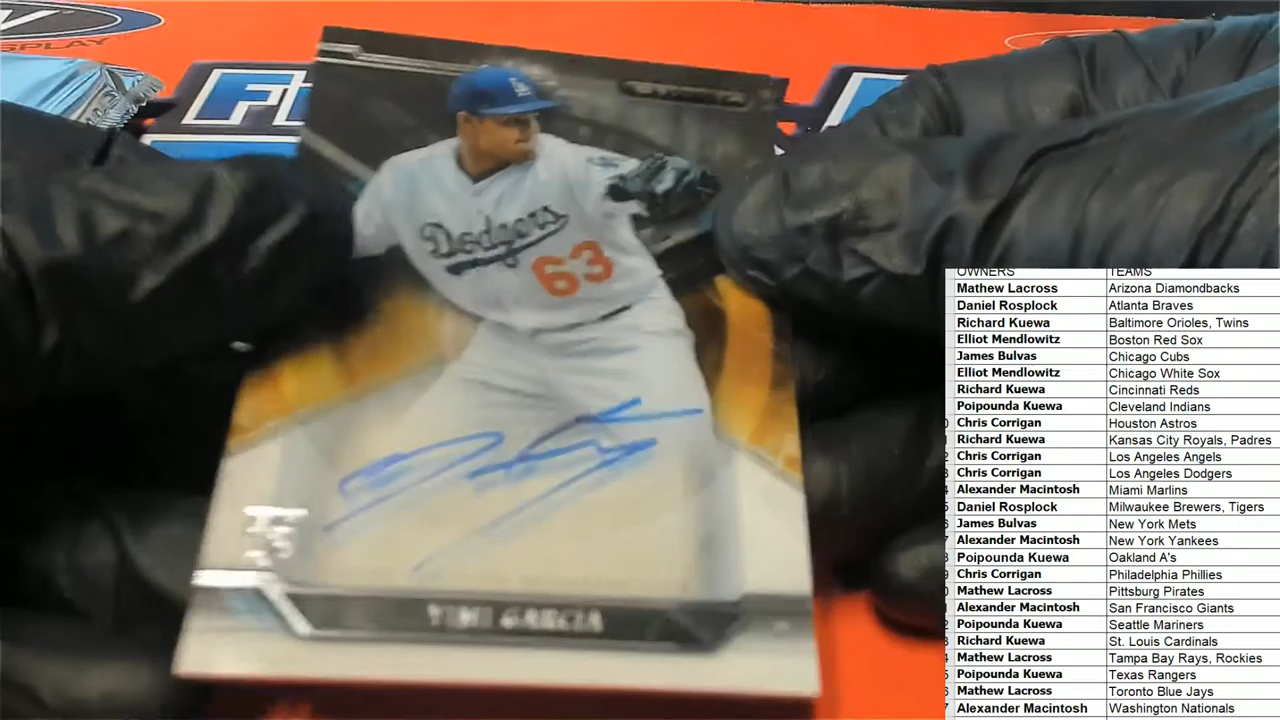 SPLAY
Dodgers
63
YIMI GARCIA
OWNERS TEAMS
Mathew Lacross Arizona Diamondbacks
Daniel Rosplock Atlanta Braves
Richard Kuewa Baltimore Orioles, Twins
Elliot Mendlowitz Boston Red Sox
James Bulvas Chicago Cubs
Elliot Mendlowitz Chicago White Sox
Richard Kuewa Cincinnati Reds
Poipounda Kuewa Cleveland Indians
Chris Corrigan Houston Astros
Richard Kuewa Kansas City Royals, Padres
Chris Corrigan Los Angeles Angels
Chris Corrigan Los Angeles Dodgers
Alexander Macintosh Miami Marlins
Daniel Rosplock Milwaukee Brewers, Tigers
James Bulvas New York Mets
Alexander Macintosh New York Yankees
Poipounda Kuewa Oakland A's
Chris Corrigan Philadelphia Phillies
Mathew Lacross Pittsburg Pirates
Alexander Macintosh San Francisco Giants
Poipounda Kuewa Seattle Mariners
Richard Kuewa St. Louis Cardinals
Mathew Lacross Tampa Bay Rays, Rockies
Poipounda Kuewa Texas Rangers
Mathew Lacross Toronto Blue Jays
Alexander Macintosh Washington Nationals